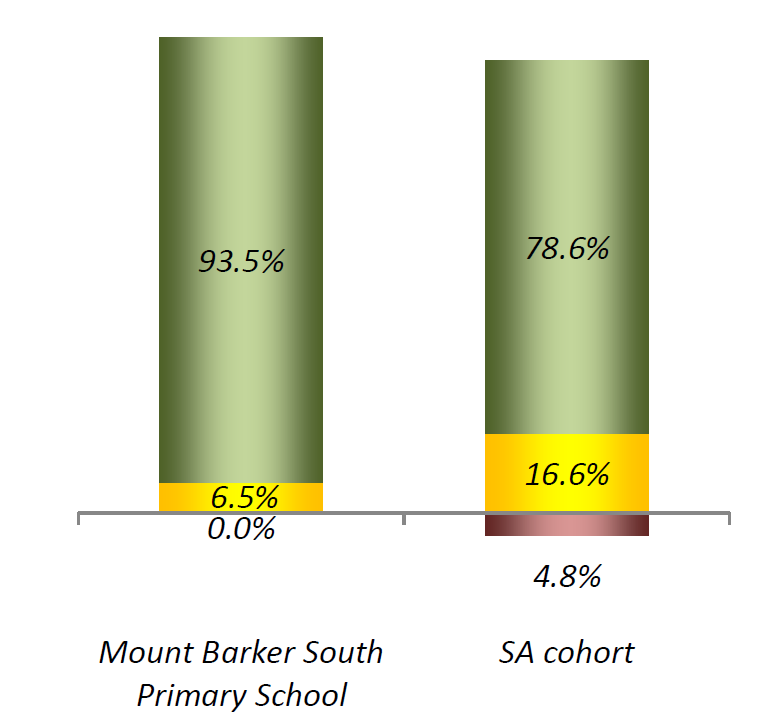 93.5%
78.6%
6.5%
16.6%
0.0%
4.8%
Mount Barker South
Primary School
SA cohort